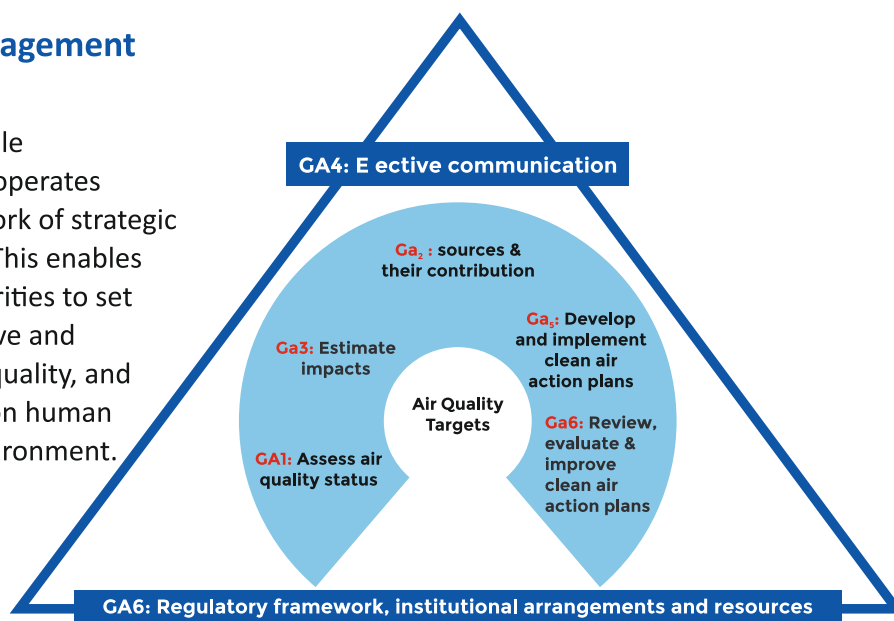 agement
le
operates
ork of strategic
This enables
rities to set
ve and
quality, and
on human
ironment.
GA4: E ective communication
Ga₂ : sources &
their contribution
Ga3: Estimate
impacts
GA1: Assess air
quality status
Air Quality
Targets
Ga₅: Develop
and implement
clean air
action plans
Ga6: Review,
evaluate &
improve
clean air
action plans
GA6: Regulatory framework, institutional arrangements and resources